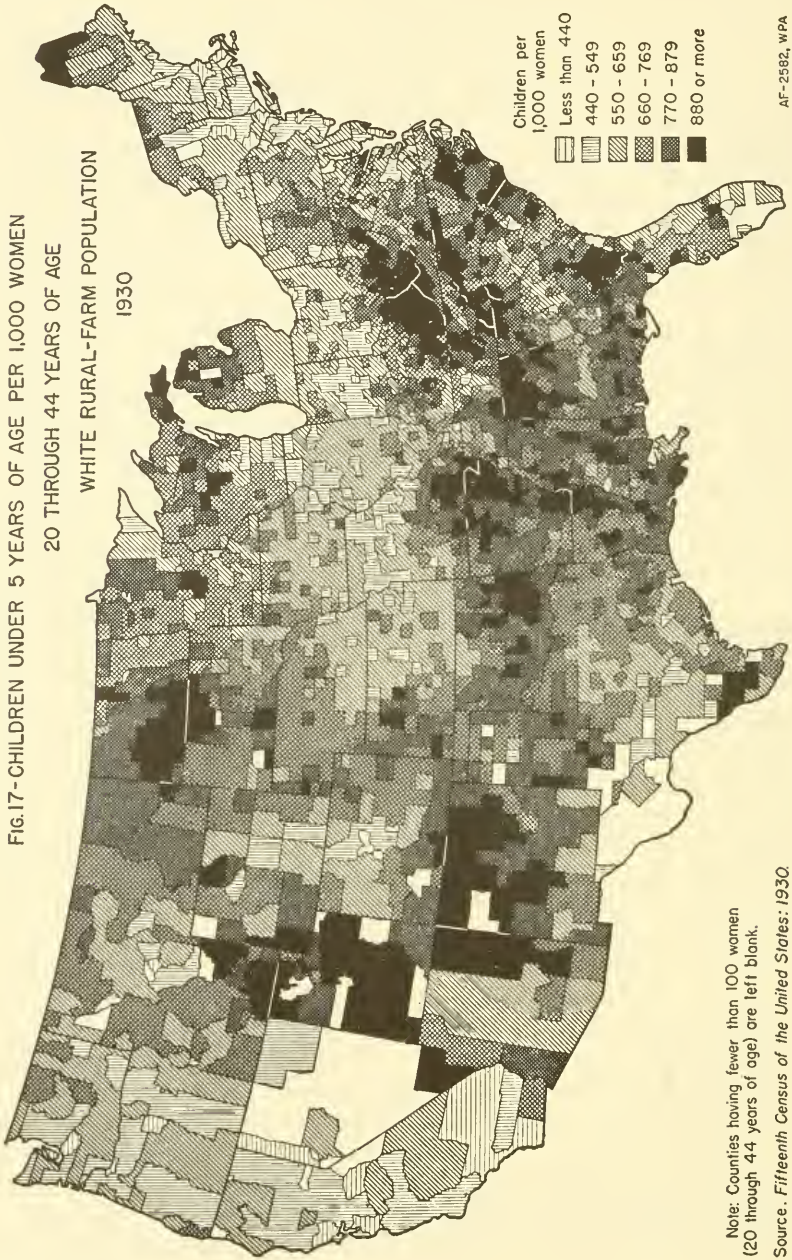 FIG. 17-CHILDREN UNDER 5 YEARS OF AGE PER 1,000 WOMEN
20 THROUGH 44 YEARS OF AGE
WHITE RURAL-FARM POPULATION
1930
Children per
1,000 women
Less than 440
440 - 549
550 - 659
660 - 769
770 - 879
880 or more
Note: Counties having fewer than 100 women
(20 through 44 years of age) are left blank.
Source. Fifteenth Census of the United States: 1930.
AF-2582, WPA